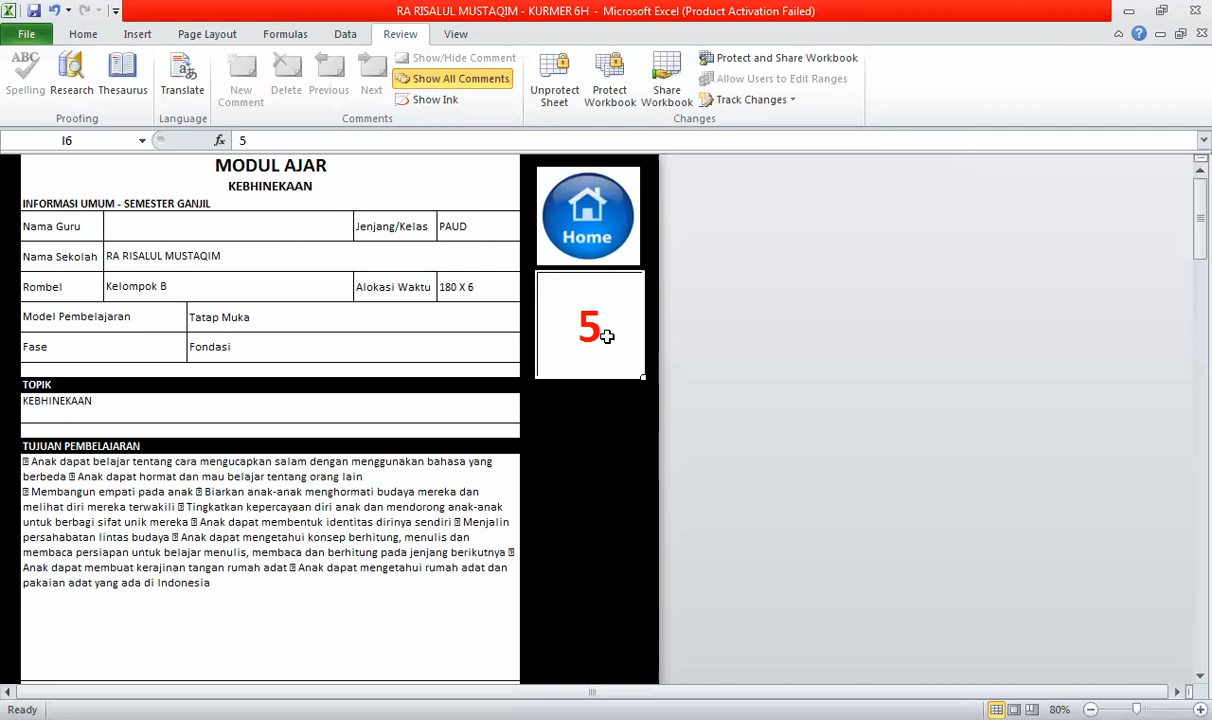 RA RISALUL MUSTAQIM - KURMER 6H - Microsoft Excel (Product Activation Failed)
File Home Insert Page Layout Formulas Data Review View
ABC
Spelling Research Thesaurus
Proofing
Translate
Language
New Comment Delete Previous Next
Show/Hide Comment
Show All Comments
Show Ink
Comments
Unprotect Sheet Protect Workbook Share Workbook
Protect and Share Workbook
Allow Users to Edit Ranges
Track Changes
Changes
I6 fx 5
MODUL AJAR
KEBHINEKAAN
INFORMASI UMUM - SEMESTER GANJIL
Nama Guru Jenjang/Kelas PAUD
Nama Sekolah RA RISALUL MUSTAQIM
Rombel Kelompok B Alokasi Waktu 180 X 6
Model Pembelajaran Tatap Muka
Fase Fondasi
TOPIK
KEBHINEKAAN
TUJUAN PEMBELAJARAN
Anak dapat belajar tentang cara mengucapkan salam dengan menggunakan bahasa yang
berbeda Anak dapat hormat dan mau belajar tentang orang lain
Membangun empati pada anak Biarkan anak-anak menghormati budaya mereka dan
melihat diri mereka terwakili Tingkatkan kepercayaan diri anak dan mendorong anak-anak
untuk berbagi sifat unik mereka Anak dapat membentuk identitas dirinya sendiri Menjalin
persahabatan lintas budaya Anak dapat mengetahui konsep berhitung, menulis dan
membaca persiapan untuk belajar menulis, membaca dan berhitung pada jenjang berikutnya
Anak dapat membuat kerajinan tangan rumah adat Anak dapat mengetahui rumah adat dan
pakaian adat yang ada di Indonesia
Home
5
Ready
80%